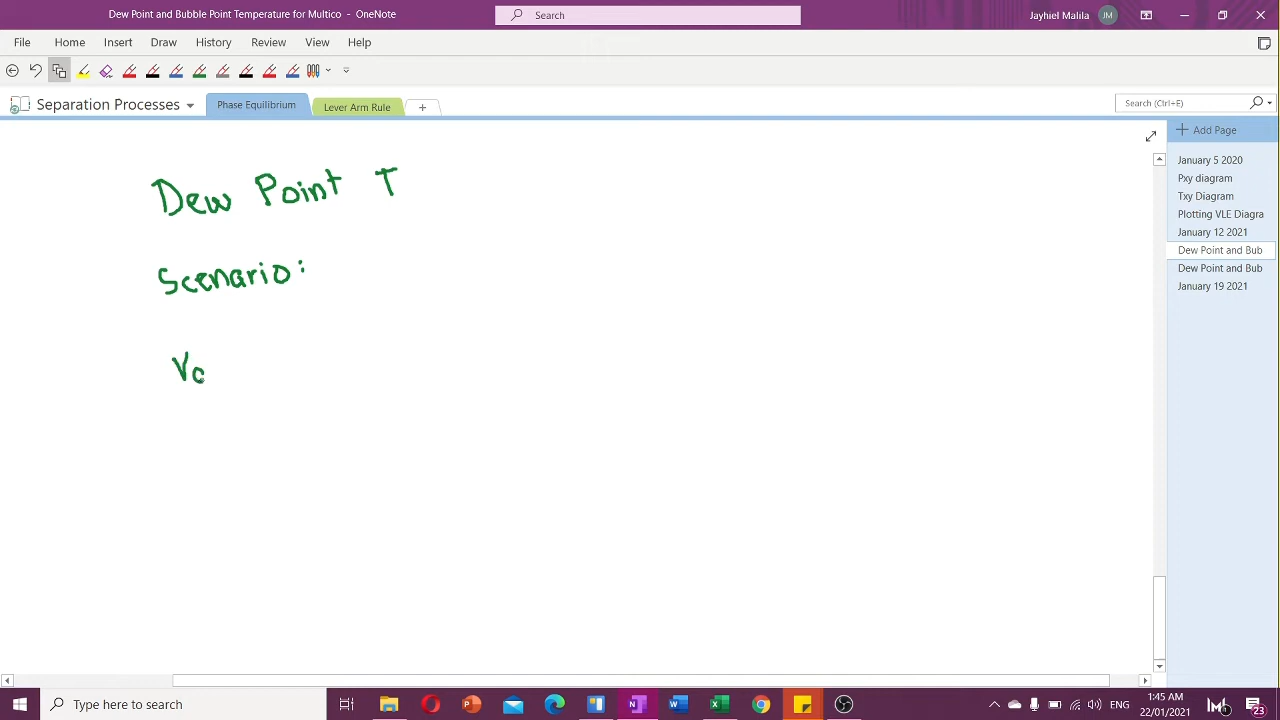 Dew Point and Bubble Point Temperature for Multico - OneNote
Search
Jayhiel Malila
JM
File Home Insert Draw History Review View Help
Separation Processes
Phase Equilibrium
Lever Arm Rule
Search (Ctrl+E)
Add Page
January 5 2020
Pxy diagram
Txy Diagram
Plotting VLE Diagra
January 12 2021
Dew Point and Bub
Dew Point and Bub
January 19 2021
Dew Point T
Scenario:
Va
Type here to search
ENG
1:45 AM
22/01/2021
23